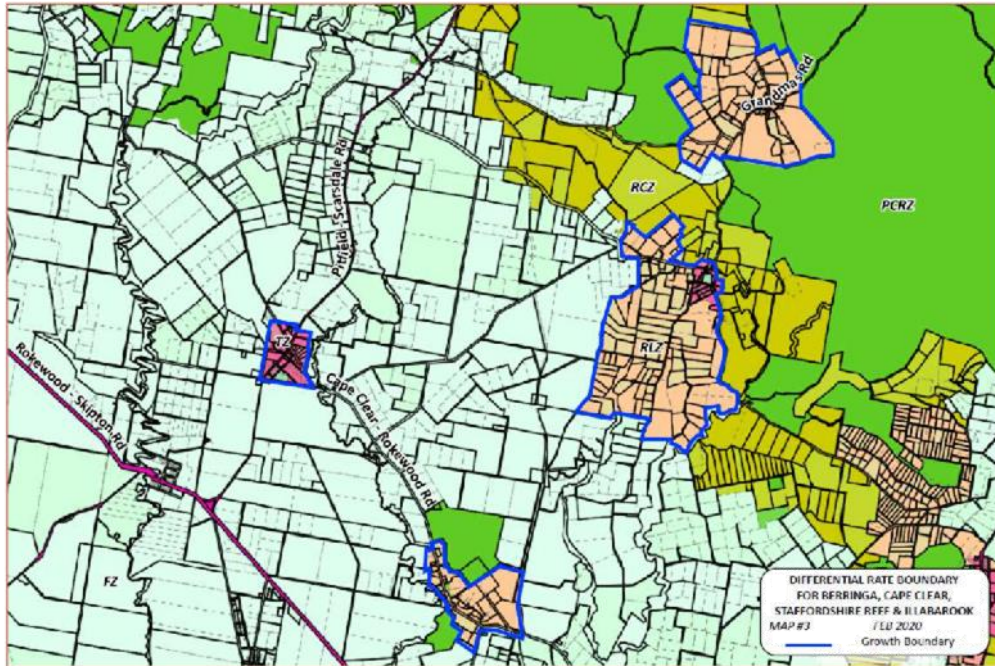 Grandmas Rd
Pitfield - Scarsdale Rd
RCZ
PCRZ
TZ
RLZ
Rokewood - Skipton Rd
Cape Clear - Rokewood Rd
FZ
DIFFERENTIAL RATE BOUNDARY
FOR BERRINGA, CAPE CLEAR,
STAFFORDSHIRE REEF & ILLABAROOK
MAP #3 FEB 2020
Growth Boundary